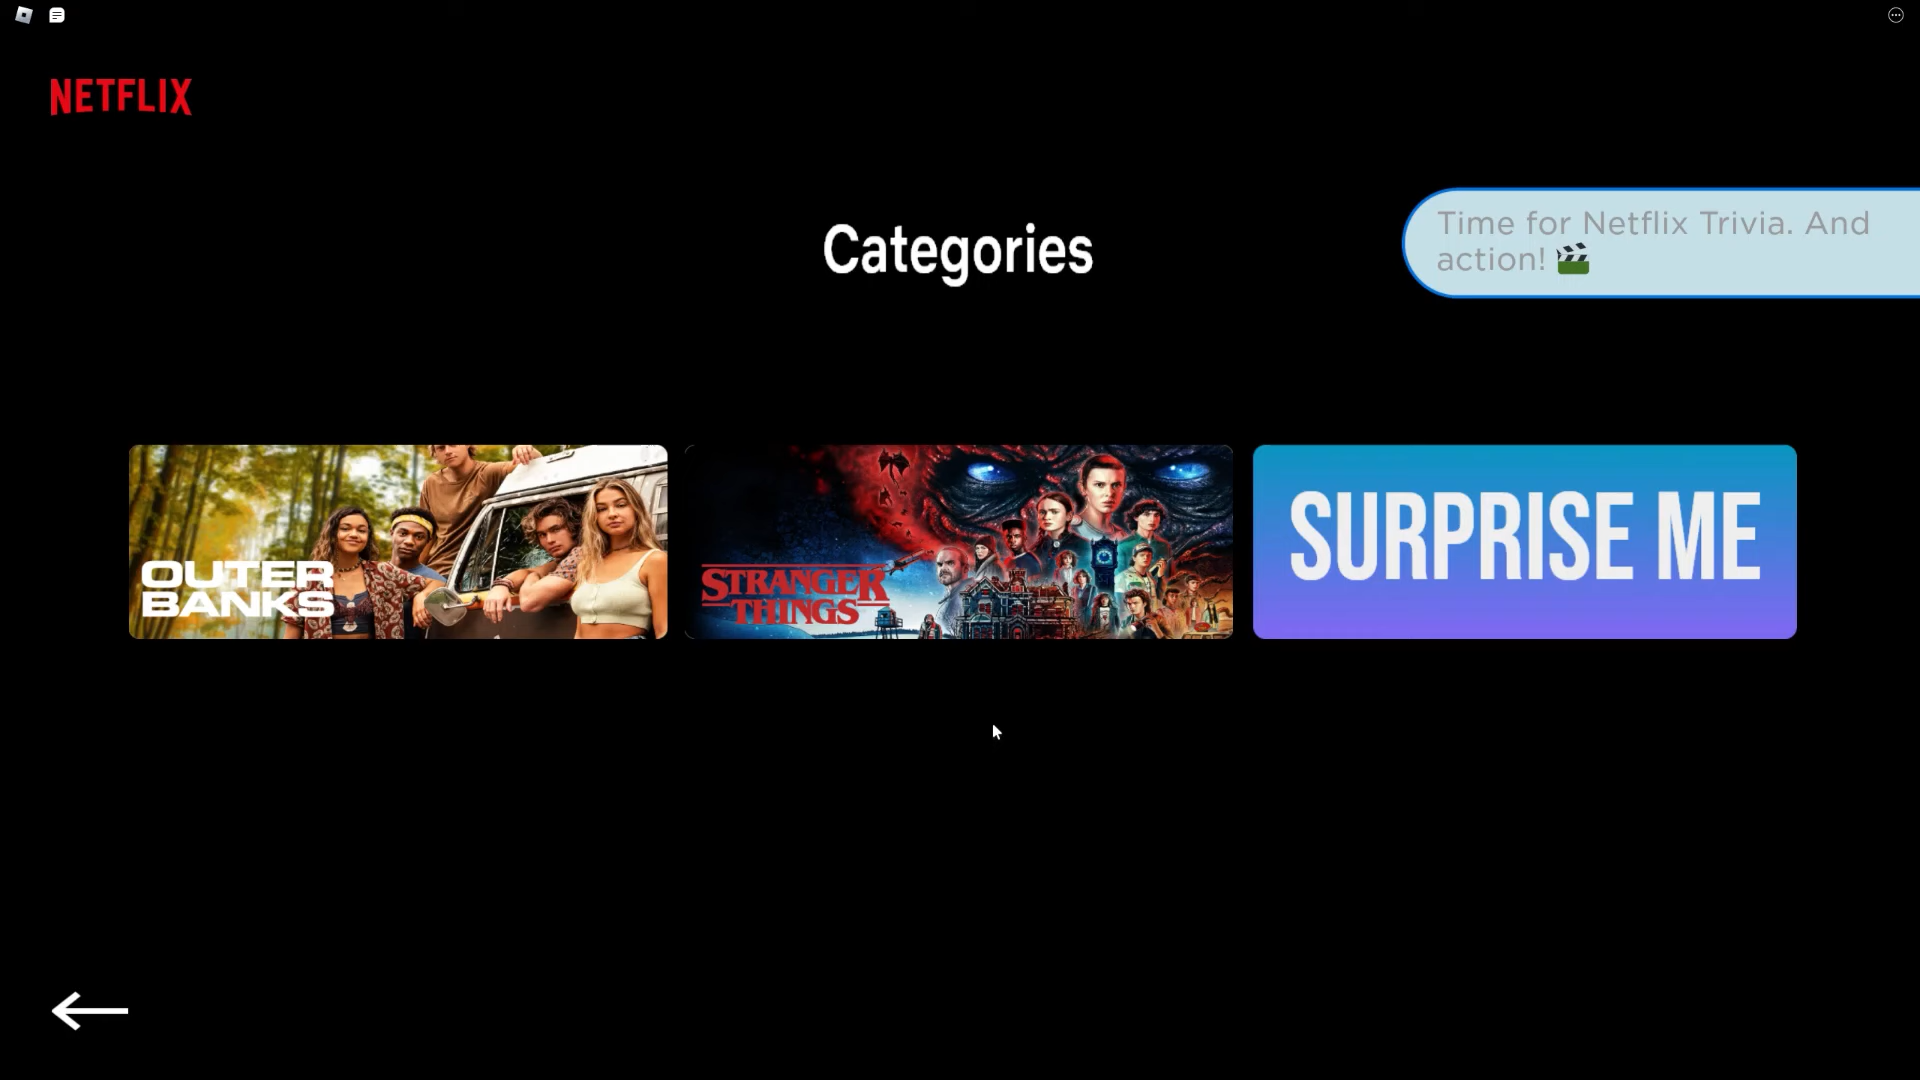 NETFLIX
Categories
Time for Netflix Trivia. And
action! 🎬
OUTER
BANKS
STRANGER
THINGS
SURPRISE ME